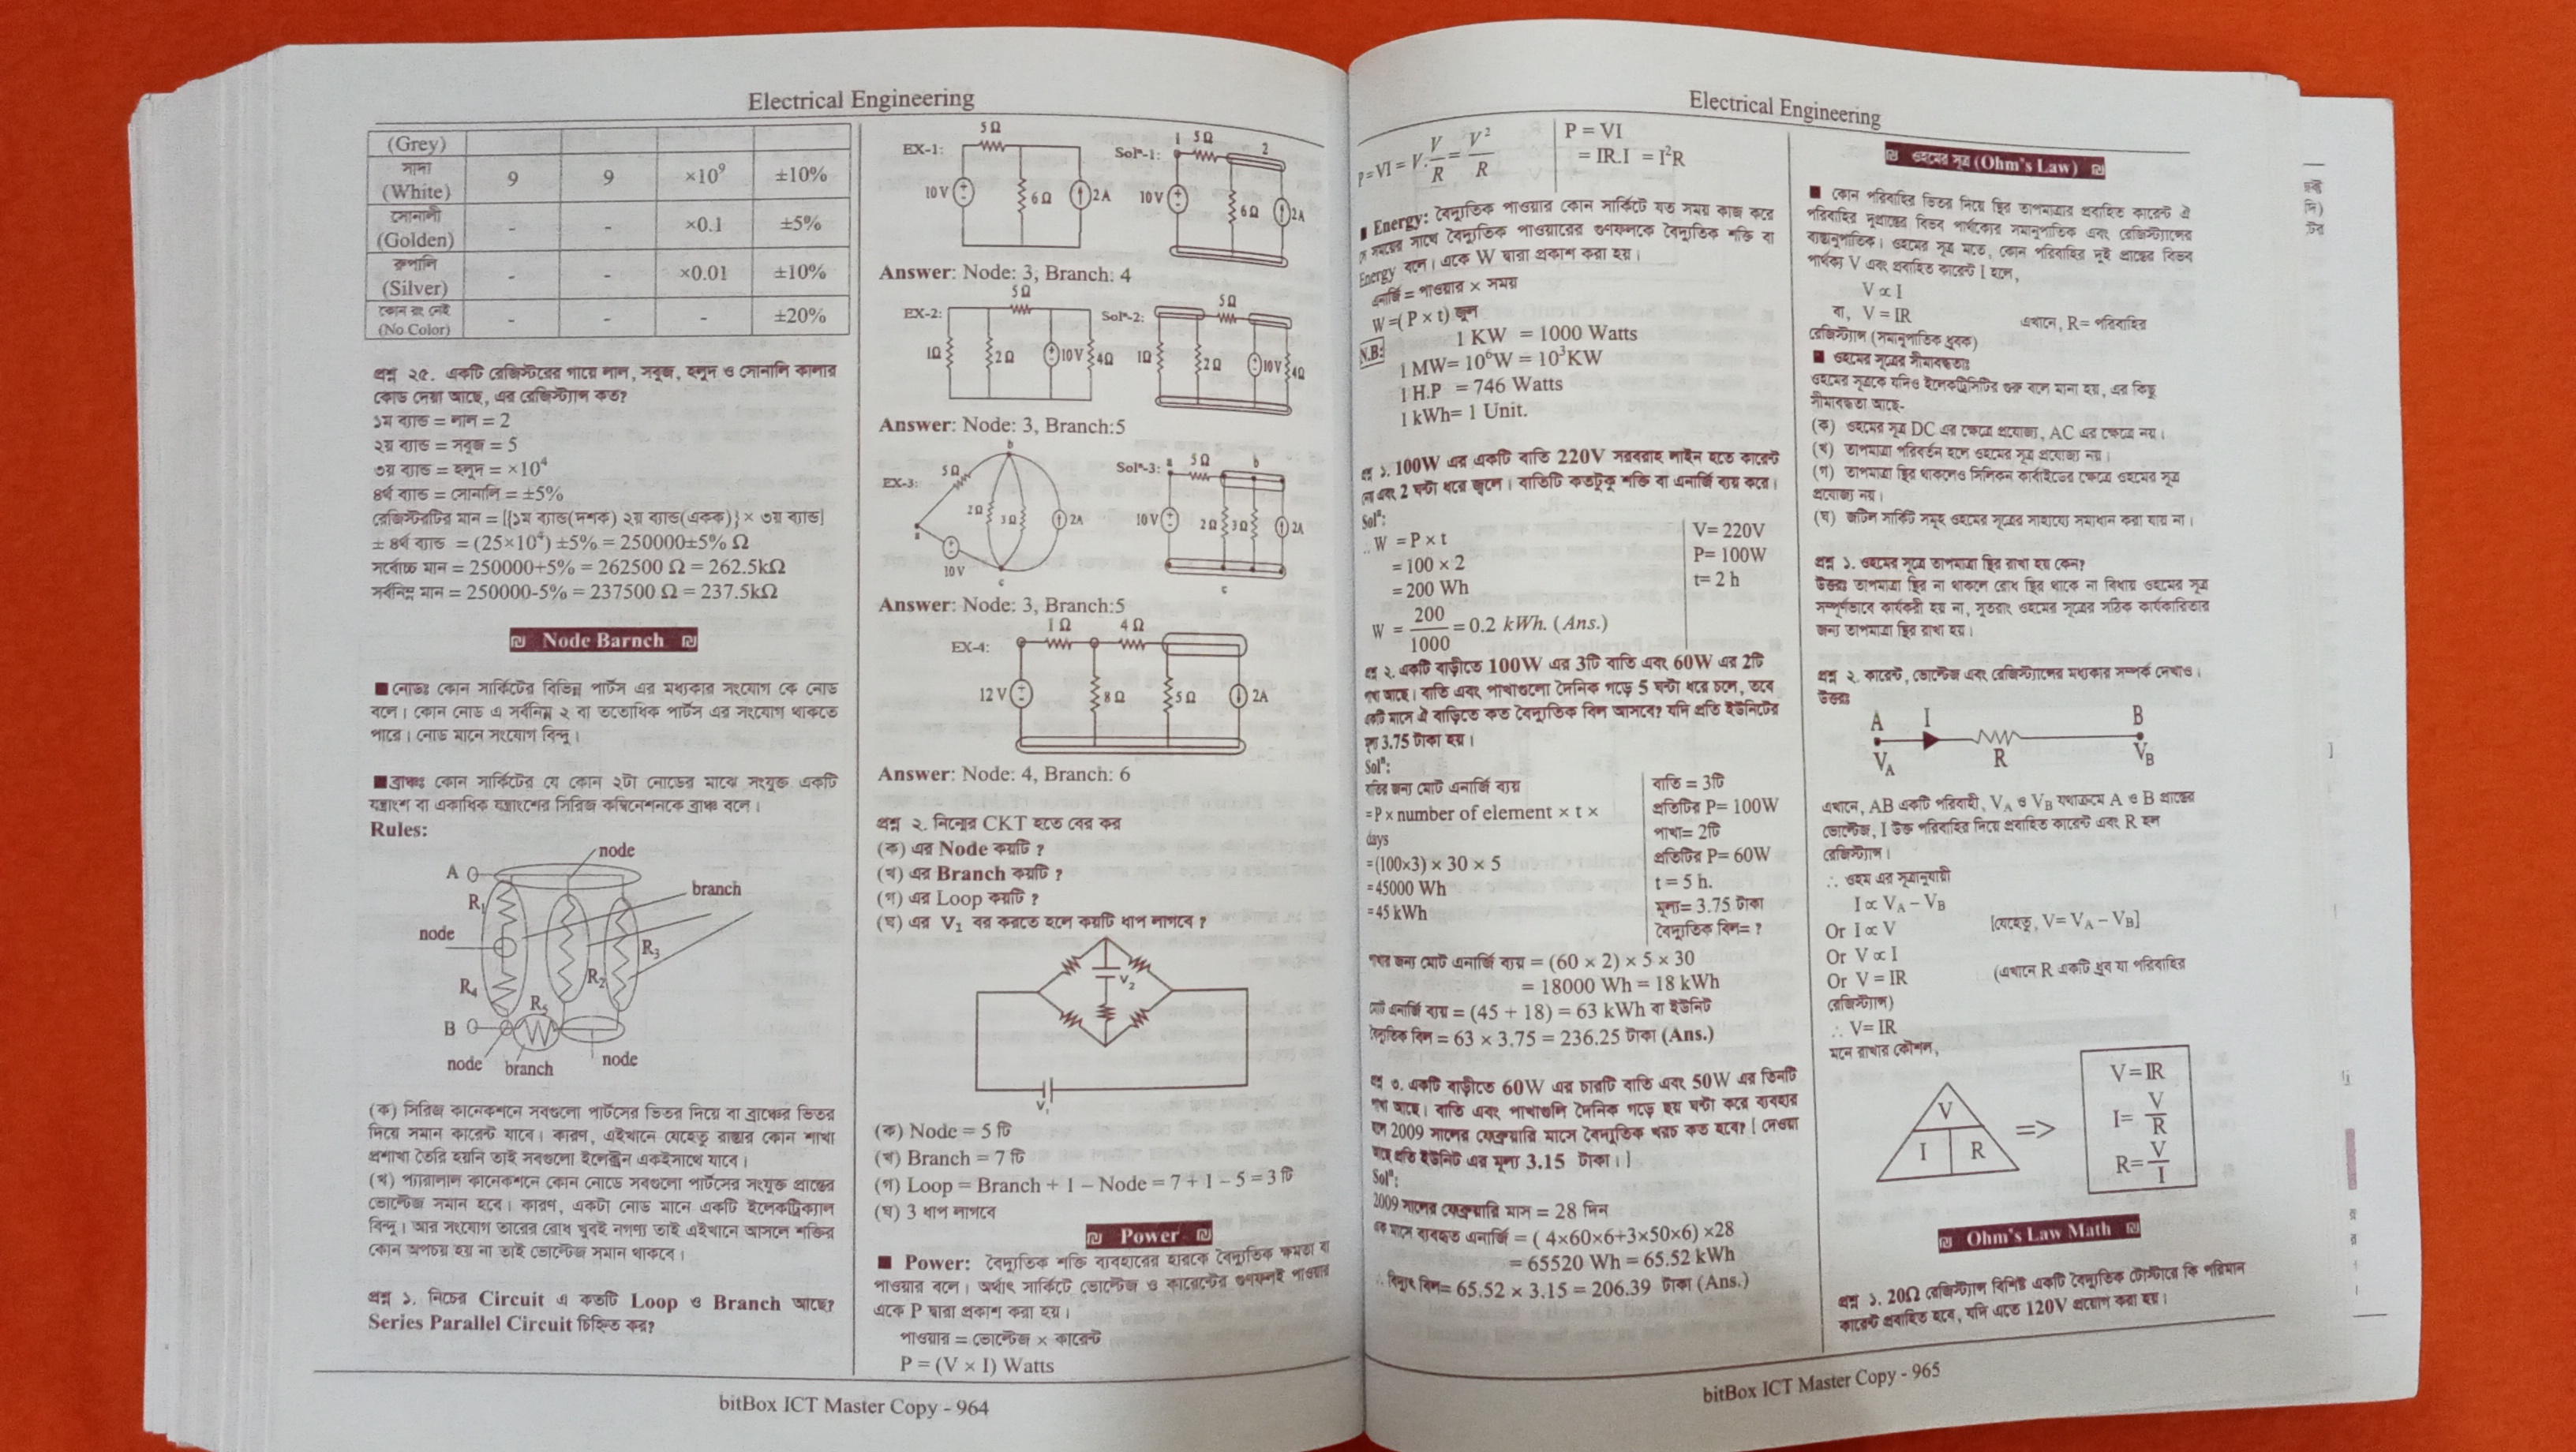 Electrical Engineering
(Grey)
সাদা
(White) 9 9 ×10⁹ ±10%
সোনালী
(Golden) - - ×0.1 ±5%
রুপালি
(Silver) - - ×0.01 ±10%
কোন রং নেই
(No Color) - - - ±20%
প্রশ্ন ২৫. একটি রেজিস্টরের গায়ে লাল, সবুজ, হলুদ ও সোনালি কালার
কোড দেয়া আছে, এর রেজিস্ট্যান্স কত?
১ম ব্যান্ড = লাল = 2
২য় ব্যান্ড = সবুজ = 5
৩য় ব্যান্ড = হলুদ = ×10⁴
৪র্থ ব্যান্ড = সোনালি = ±5%
রেজিস্টরটির মান = [{১ম ব্যান্ড(দশক) ২য় ব্যান্ড(একক)}× ৩য় ব্যান্ড]
± ৪র্থ ব্যান্ড = (25×10⁴) ±5% = 250000±5% Ω
সর্বোচ্চ মান = 250000+5% = 262500 Ω = 262.5kΩ
সর্বনিম্ন মান = 250000-5% = 237500 Ω = 237.5kΩ
Node Barnch
■ নোডঃ কোন সার্কিটের বিভিন্ন পার্টস এর মধ্যকার সংযোগ কে নোড
বলে। কোন নোড এ সর্বনিম্ন ২ বা ততোধিক পার্টস এর সংযোগ থাকতে
পারে। নোড মানে সংযোগ বিন্দু।
■ ব্রাঞ্চঃ কোন সার্কিটের যে কোন ২টা নোডের মাঝে সংযুক্ত একটি
যন্ত্রাংশ বা একাধিক যন্ত্রাংশের সিরিজ কম্বিনেশনকে ব্রাঞ্চ বলে।
Rules:
node
A
branch
R₁
node
R₃
R₂
R₄
R₅
B
node
branch
node
(ক) সিরিজ কানেকশনে সবগুলো পার্টসের ভিতর দিয়ে বা ব্রাঞ্চের ভিতর
দিয়ে সমান কারেন্ট যাবে। কারণ, এইখানে যেহেতু রাস্তার কোন শাখা
প্রশাখা তৈরি হয়নি তাই সবগুলো ইলেক্ট্রন একইসাথে যাবে।
(খ) প্যারালাল কানেকশনে কোন নোডে সবগুলো পার্টসের সংযুক্ত প্রান্তের
ভোল্টেজ সমান হবে। কারণ, একটা নোড মানে একটি ইলেকট্রিক্যাল
বিন্দু। আর সংযোগ তারের রোধ খুবই নগণ্য তাই এইখানে আসলে শক্তির
কোন অপচয় হয় না তাই ভোল্টেজ সমান থাকবে।
প্রশ্ন ১. নিচের Circuit এ কতটি Loop ও Branch আছে?
Series Parallel Circuit চিহ্নিত কর?
EX-1: 5Ω 10V 6Ω 2A
Solⁿ-1: 1 5Ω 2 10V 6Ω 2A
Answer: Node: 3, Branch: 4
EX-2: 5Ω 1Ω 2Ω 10V 4Ω
Solⁿ-2: 5Ω 1Ω 2Ω 10V 4Ω
Answer: Node: 3, Branch:5
EX-3: b 5Ω 2Ω 3Ω 2A a 10V c
Solⁿ-3: a 5Ω b 10V 2Ω 3Ω 2A c
Answer: Node: 3, Branch:5
EX-4: 1Ω 4Ω 12V 8Ω 5Ω 2A
Answer: Node: 4, Branch: 6
প্রশ্ন ২. নিম্নের CKT হতে বের কর
(ক) এর Node কয়টি ?
(খ) এর Branch কয়টি ?
(গ) এর Loop কয়টি ?
(ঘ) এর V₁ বর করতে হলে কয়টি ধাপ লাগবে ?
V₂
V₁
(ক) Node = 5 টি
(খ) Branch = 7 টি
(গ) Loop = Branch + 1 – Node = 7 + 1 – 5 = 3 টি
(ঘ) 3 ধাপ লাগবে
Power
■ Power: বৈদ্যুতিক শক্তি ব্যবহারের হারকে বৈদ্যুতিক ক্ষমতা বা
পাওয়ার বলে। অর্থাৎ সার্কিটে ভোল্টেজ ও কারেন্টের গুণফলই পাওয়ার
একে P দ্বারা প্রকাশ করা হয়।
পাওয়ার = ভোল্টেজ × কারেন্ট
P = (V × I) Watts
bitBox ICT Master Copy - 964
Electrical Engineering
P = VI = V.V/R = V²/R
P = VI
= IR.I = I²R
■ Energy: বৈদ্যুতিক পাওয়ার কোন সার্কিটে যত সময় কাজ করে
সময়ের সাথে বৈদ্যুতিক পাওয়ারের গুণফলকে বৈদ্যুতিক শক্তি বা
Energy বলে। একে W দ্বারা প্রকাশ করা হয়।
এনার্জি = পাওয়ার × সময়
W = (P × t) জুল
N.B: 1 KW = 1000 Watts
1 MW= 10⁶W = 10³KW
1 H.P = 746 Watts
1 kWh= 1 Unit.
প্রশ্ন ১. 100W এর একটি বাতি 220V সরবরাহ লাইন হতে কারেন্ট
নেয় এবং 2 ঘন্টা ধরে জ্বলে। বাতিটি কতটুকু শক্তি বা এনার্জি ব্যয় করে।
Solⁿ:
∴ W = P x t
= 100 x 2
= 200 Wh
W = 200/1000 = 0.2 kWh. (Ans.)
V= 220V
P= 100W
t= 2 h
প্রশ্ন ২. একটি বাড়ীতে 100W এর 3টি বাতি এবং 60W এর 2টি
পাখা আছে। বাতি এবং পাখাগুলো দৈনিক গড়ে 5 ঘন্টা ধরে চলে, তবে
একটি মাসে ঐ বাড়িতে কত বৈদ্যুতিক বিল আসবে? যদি প্রতি ইউনিটের
মূল্য 3.75 টাকা হয়।
Solⁿ:
বাতির জন্য মোট এনার্জি ব্যয়
= P x number of element × t ×
days
= (100×3) × 30 × 5
= 45000 Wh
= 45 kWh
বাতি = 3টি
প্রতিটির P= 100W
পাখা= 2টি
প্রতিটির P= 60W
t = 5 h.
মূল্য= 3.75 টাকা
বৈদ্যুতিক বিল= ?
পাখার জন্য মোট এনার্জি ব্যয় = (60 × 2) × 5 × 30
= 18000 Wh = 18 kWh
মোট এনার্জি ব্যয় = (45 + 18) = 63 kWh বা ইউনিট
বৈদ্যুতিক বিল = 63 × 3.75 = 236.25 টাকা (Ans.)
প্রশ্ন ৩. একটি বাড়ীতে 60W এর চারটি বাতি এবং 50W এর তিনটি
পাখা আছে। বাতি এবং পাখাগুলি দৈনিক গড়ে ছয় ঘন্টা করে ব্যবহার
হলে 2009 সালের ফেব্রুয়ারি মাসে বৈদ্যুতিক খরচ কত হবে? [ দেওয়া
আছে প্রতি ইউনিট এর মূল্য 3.15 টাকা। ]
Solⁿ:
2009 সালের ফেব্রুয়ারি মাস = 28 দিন
এক মাসে ব্যবহৃত এনার্জি = ( 4×60×6+3×50×6) ×28
= 65520 Wh = 65.52 kWh
∴ বিদ্যুৎ বিল= 65.52 × 3.15 = 206.39 টাকা (Ans.)
ওহমের সূত্র (Ohm's Law)
■ কোন পরিবাহির ভিতর দিয়ে স্থির তাপমাত্রার প্রবাহিত কারেন্ট ঐ
পরিবাহির দুপ্রান্তের বিভব পার্থক্যের সমানুপাতিক এবং রেজিস্ট্যান্সের
ব্যস্তানুপাতিক। ওহমের সূত্র মতে, কোন পরিবাহির দুই প্রান্তের বিভব
পার্থক্য V এবং প্রবাহিত কারেন্ট I হলে,
V ∝ I
বা, V = IR এখানে, R= পরিবাহির
রেজিস্ট্যান্স (সমানুপাতিক ধ্রুবক)
■ ওহমের সূত্রের সীমাবদ্ধতাঃ
ওহমের সূত্রকে যদিও ইলেকট্রিসিটির গুরু বলে মানা হয়, এর কিছু
সীমাবদ্ধতা আছে-
(ক) ওহমের সূত্র DC এর ক্ষেত্রে প্রযোজ্য, AC এর ক্ষেত্রে নয়।
(খ) তাপমাত্রা পরিবর্তন হলে ওহমের সূত্র প্রযোজ্য নয়।
(গ) তাপমাত্রা স্থির থাকলেও সিলিকন কার্বাইডের ক্ষেত্রে ওহমের সূত্র
প্রযোজ্য নয়।
(ঘ) জটিল সার্কিট সমূহ ওহমের সূত্রের সাহায্যে সমাধান করা যায় না।
প্রশ্ন ১. ওহমের সূত্রে তাপমাত্রা স্থির রাখা হয় কেন?
উত্তরঃ তাপমাত্রা স্থির না থাকলে রোধ স্থির থাকে না বিধায় ওহমের সূত্র
সম্পূর্ণভাবে কার্যকরী হয় না, সুতরাং ওহমের সূত্রের সঠিক কার্যকারিতার
জন্য তাপমাত্রা স্থির রাখা হয়।
প্রশ্ন ২. কারেন্ট, ভোল্টেজ এবং রেজিস্ট্যান্সের মধ্যকার সম্পর্ক দেখাও।
উত্তরঃ
A I B
V_A R V_B
এখানে, AB একটি পরিবাহী, V_A ও V_B যথাক্রমে A ও B প্রান্তের
ভোল্টেজ, I উক্ত পরিবাহির দিয়ে প্রবাহিত কারেন্ট এবং R হল
রেজিস্ট্যান্স।
∴ ওহম এর সূত্রানুযায়ী
I ∝ V_A – V_B
Or I ∝ V [যেহেতু, V= V_A – V_B]
Or V ∝ I
Or V = IR (এখানে R একটি ধ্রুব যা পরিবাহির
রেজিস্ট্যান্স)
∴ V= IR
মনে রাখার কৌশল,
V
I R
=>
V= IR
I= V/R
R= V/I
Ohm's Law Math
প্রশ্ন ১. 20Ω রেজিস্ট্যান্স বিশিষ্ট একটি বৈদ্যুতিক টোস্টারে কি পরিমান
কারেন্ট প্রবাহিত হবে, যদি এতে 120V প্রয়োগ করা হয়।
bitBox ICT Master Copy - 965